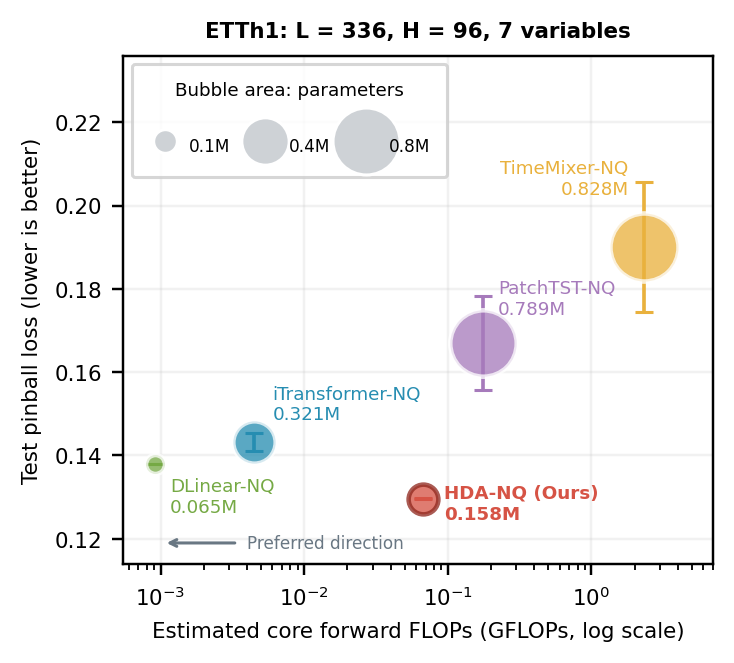 ETTh1: L = 336, H = 96, 7 variables
Bubble area: parameters
0.1M
0.4M
0.8M
TimeMixer-NQ
0.828M
PatchTST-NQ
0.789M
iTransformer-NQ
0.321M
DLinear-NQ
0.065M
HDA-NQ (Ours)
0.158M
Preferred direction
Test pinball loss (lower is better)
0.22
0.20
0.18
0.16
0.14
0.12
10⁻³
10⁻²
10⁻¹
10⁰
Estimated core forward FLOPs (GFLOPs, log scale)